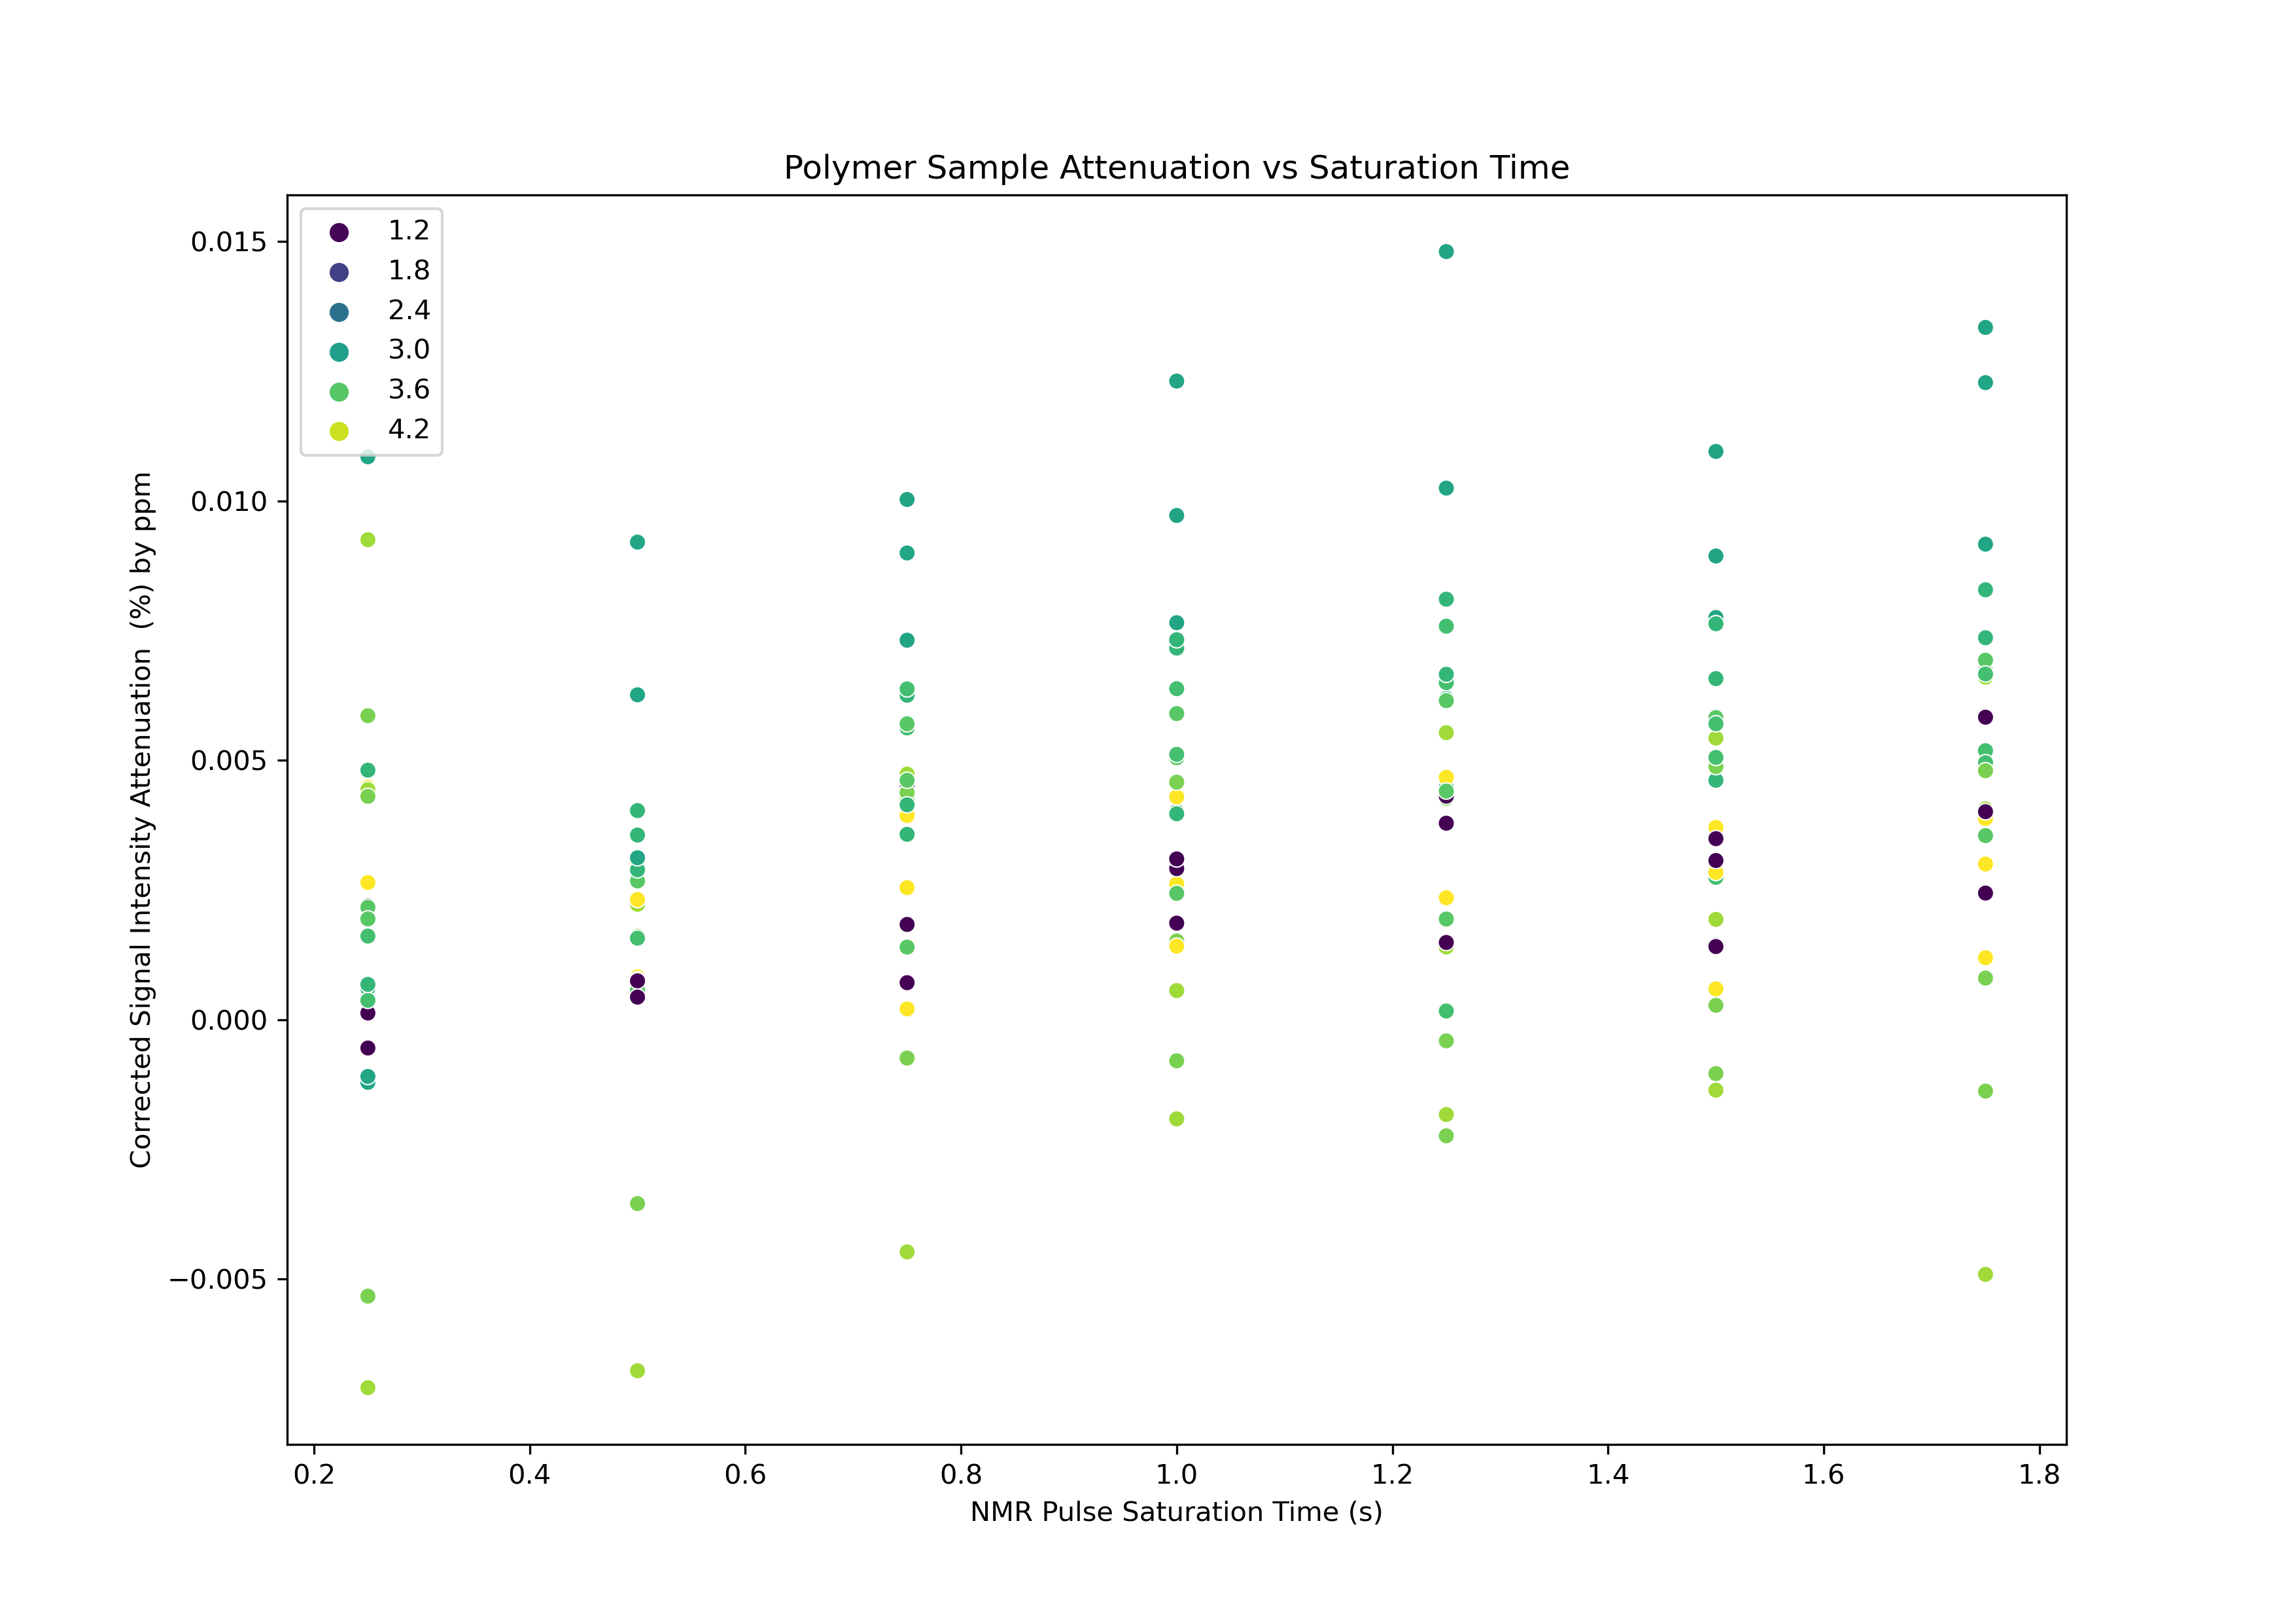 Polymer Sample Attenuation vs Saturation Time
1.2
1.8
2.4
3.0
3.6
4.2
0.015
0.010
0.005
0.000
−0.005
Corrected Signal Intensity Attenuation  (%) by ppm
0.2 0.4 0.6 0.8 1.0 1.2 1.4 1.6 1.8
NMR Pulse Saturation Time (s)